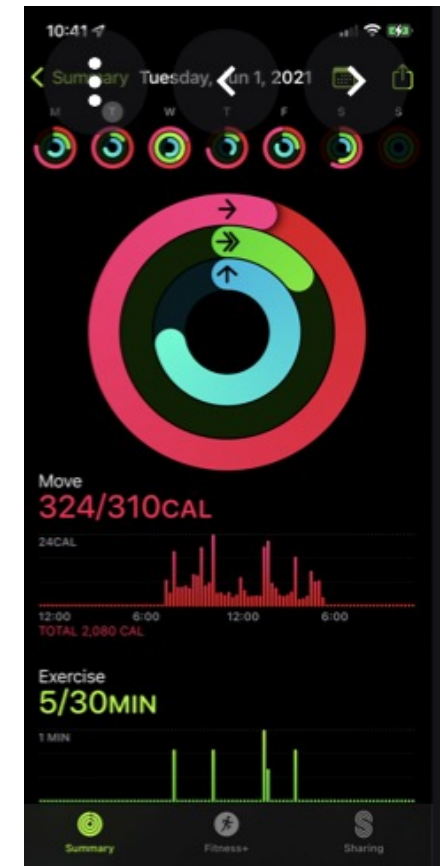 10:41
Summary Tuesday, Jun 1, 2021
M T W T F S S
Move
324/310CAL
24CAL
12:00 6:00 12:00 6:00
TOTAL 2,080 CAL
Exercise
5/30MIN
1 MIN
Summary Fitness+ Sharing